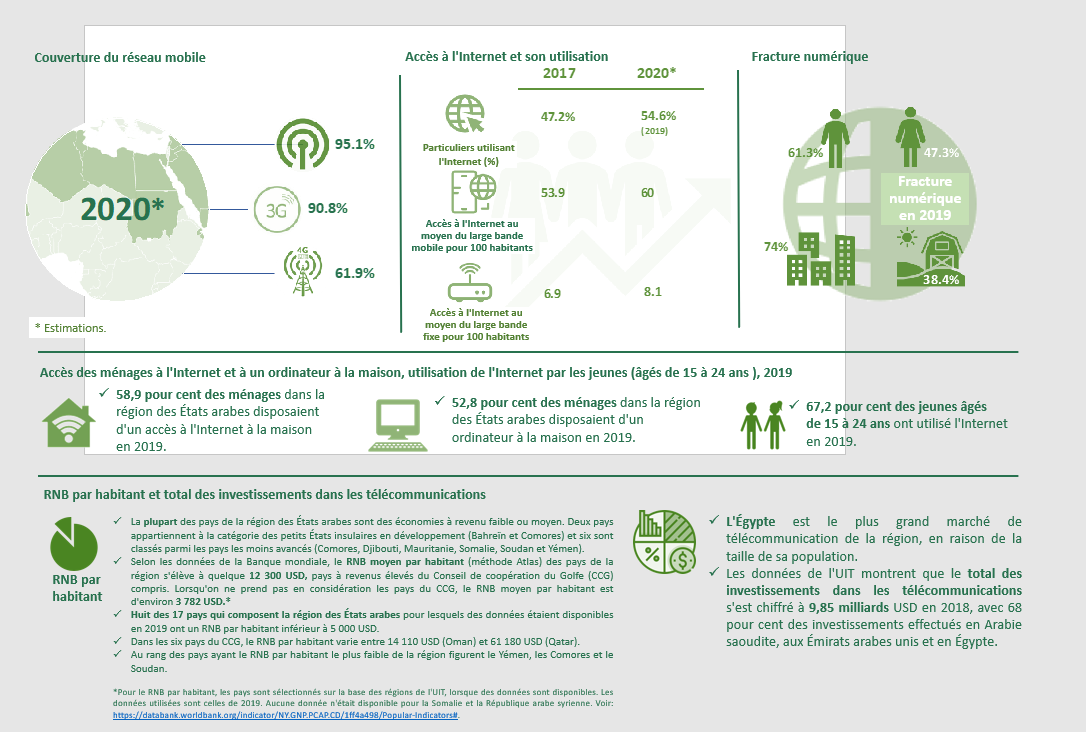 Couverture du réseau mobile
2020*
95.1%
3G
90.8%
4G
61.9%
* Estimations.
Accès à l'Internet et son utilisation
2017
2020*
47.2%
54.6%
(2019)
Particuliers utilisant
l'Internet (%)
53.9
60
Accès à l'Internet au
moyen du large bande
mobile pour 100 habitants
6.9
8.1
Accès à l'Internet au
moyen du large bande
fixe pour 100 habitants
Fracture numérique
61.3%
47.3%
Fracture
numérique
en 2019
74%
38.4%
Accès des ménages à l'Internet et à un ordinateur à la maison, utilisation de l'Internet par les jeunes (âgés de 15 à 24 ans ), 2019
✓ 58,9 pour cent des ménages dans la
région des États arabes disposaient
d'un accès à l'Internet à la maison
en 2019.
✓ 52,8 pour cent des ménages dans la région
des États arabes disposaient d'un
ordinateur à la maison en 2019.
✓ 67,2 pour cent des jeunes âgés
de 15 à 24 ans ont utilisé l'Internet
en 2019.
RNB par habitant et total des investissements dans les télécommunications
RNB par
habitant
✓ La plupart des pays de la région des États arabes sont des économies à revenu faible ou moyen. Deux pays
appartiennent à la catégorie des petits États insulaires en développement (Bahreïn et Comores) et six sont
classés parmi les pays les moins avancés (Comores, Djibouti, Mauritanie, Somalie, Soudan et Yémen).
✓ Selon les données de la Banque mondiale, le RNB moyen par habitant (méthode Atlas) des pays de la
région s'élève à quelque 12 300 USD, pays à revenus élevés du Conseil de coopération du Golfe (CCG)
compris. Lorsqu'on ne prend pas en considération les pays du CCG, le RNB moyen par habitant est
d'environ 3 782 USD.*
✓ Huit des 17 pays qui composent la région des États arabes pour lesquels des données étaient disponibles
en 2019 ont un RNB par habitant inférieur à 5 000 USD.
✓ Dans les six pays du CCG, le RNB par habitant varie entre 14 110 USD (Oman) et 61 180 USD (Qatar).
✓ Au rang des pays ayant le RNB par habitant le plus faible de la région figurent le Yémen, les Comores et le
Soudan.
*Pour le RNB par habitant, les pays sont sélectionnés sur la base des régions de l'UIT, lorsque des données sont disponibles. Les
données utilisées sont celles de 2019. Aucune donnée n'était disponible pour la Somalie et la République arabe syrienne. Voir:
https://databank.worldbank.org/indicator/NY.GNP.PCAP.CD/1ff4a498/Popular-Indicators#.
%
$
✓ L'Égypte est le plus grand marché de
télécommunication de la région, en raison de la
taille de sa population.
✓ Les données de l'UIT montrent que le total des
investissements dans les télécommunications
s'est chiffré à 9,85 milliards USD en 2018, avec 68
pour cent des investissements effectués en Arabie
saoudite, aux Émirats arabes unis et en Égypte.